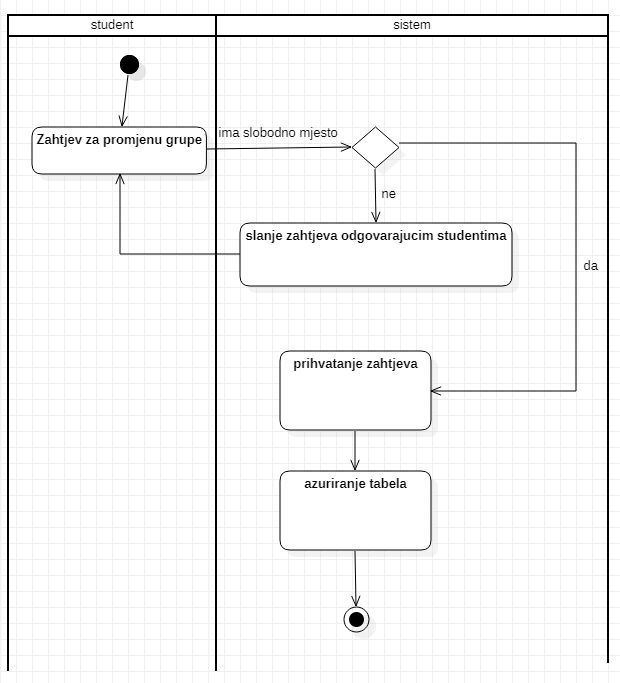 student
sistem
Zahtjev za promjenu grupe
ima slobodno mjesto
ne
slanje zahtjeva odgovarajucim studentima
da
prihvatanje zahtjeva
azuriranje tabela